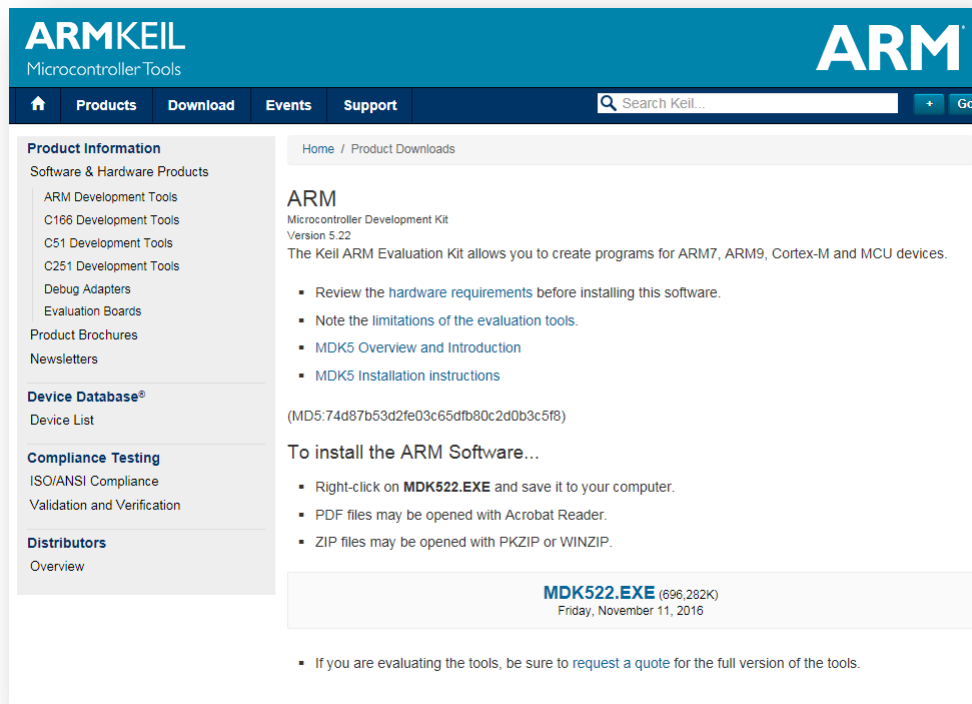 ARMKEIL
Microcontroller Tools
ARM
Products
Download
Events
Support
Search Keil...
+
Product Information
Software & Hardware Products
ARM Development Tools
C166 Development Tools
C51 Development Tools
C251 Development Tools
Debug Adapters
Evaluation Boards
Product Brochures
Newsletters
Device Database®
Device List
Compliance Testing
ISO/ANSI Compliance
Validation and Verification
Distributors
Overview
Home / Product Downloads
ARM
Microcontroller Development Kit
Version 5.22
The Keil ARM Evaluation Kit allows you to create programs for ARM7, ARM9, Cortex-M and MCU devices.
▪ Review the hardware requirements before installing this software.
▪ Note the limitations of the evaluation tools.
▪ MDK5 Overview and Introduction
▪ MDK5 Installation instructions
(MD5:74d87b53d2fe03c65dfb80c2d0b3c5f8)
To install the ARM Software...
▪ Right-click on MDK522.EXE and save it to your computer.
▪ PDF files may be opened with Acrobat Reader.
▪ ZIP files may be opened with PKZIP or WINZIP.
MDK522.EXE (696,282K)
Friday, November 11, 2016
▪ If you are evaluating the tools, be sure to request a quote for the full version of the tools.